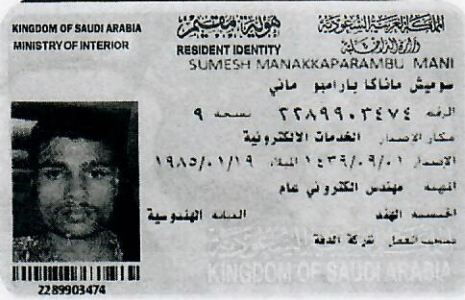 KINGDOM OF SAUDI ARABIA
MINISTRY OF INTERIOR
هوية مقيم
RESIDENT IDENTITY
المملكة العربية السعودية
وزارة الداخلية
SUMESH MANAKKAPARAMBU MANI
سوميش ماناكا بارامبو ماني
الرقم ٢٢٨٩٩٠٣٤٧٤ نسخة ٩
مكان الإصدار الخدمات الالكترونية
الإصدار ١٤٣٩/٠٩/٠١ الميلاد ١٩٨٥/٠١/١٩
المهنة مهندس الكتروني عام
الجنسية الهند الديانة الهندوسية
صاحب العمل شركة الدقة
KINGDOM OF SAUDI ARABIA
2289903474